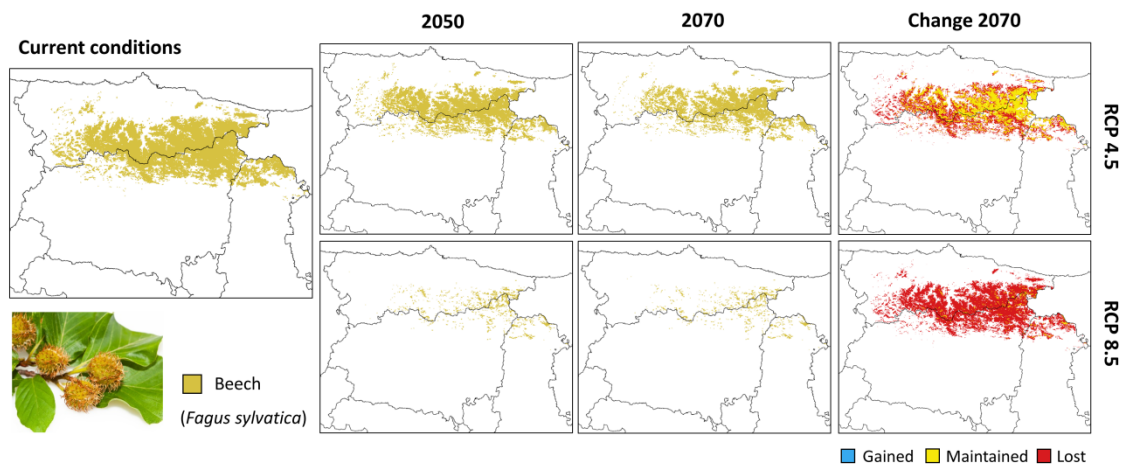 2050
2070
Change 2070
Current conditions
RCP 4.5
RCP 8.5
Beech
(Fagus sylvatica)
Gained
Maintained
Lost